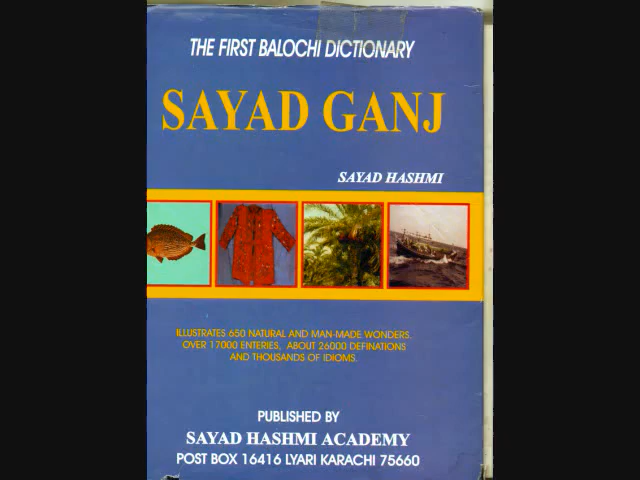 THE FIRST BALOCHI DICTIONARY
SAYAD GANJ
SAYAD HASHMI
ILLUSTRATES 650 NATURAL AND MAN-MADE WONDERS.
OVER 17000 ENTERIES, ABOUT 26000 DEFINATIONS
AND THOUSANDS OF IDIOMS.
PUBLISHED BY
SAYAD HASHMI ACADEMY
POST BOX 16416 LYARI KARACHI 75660